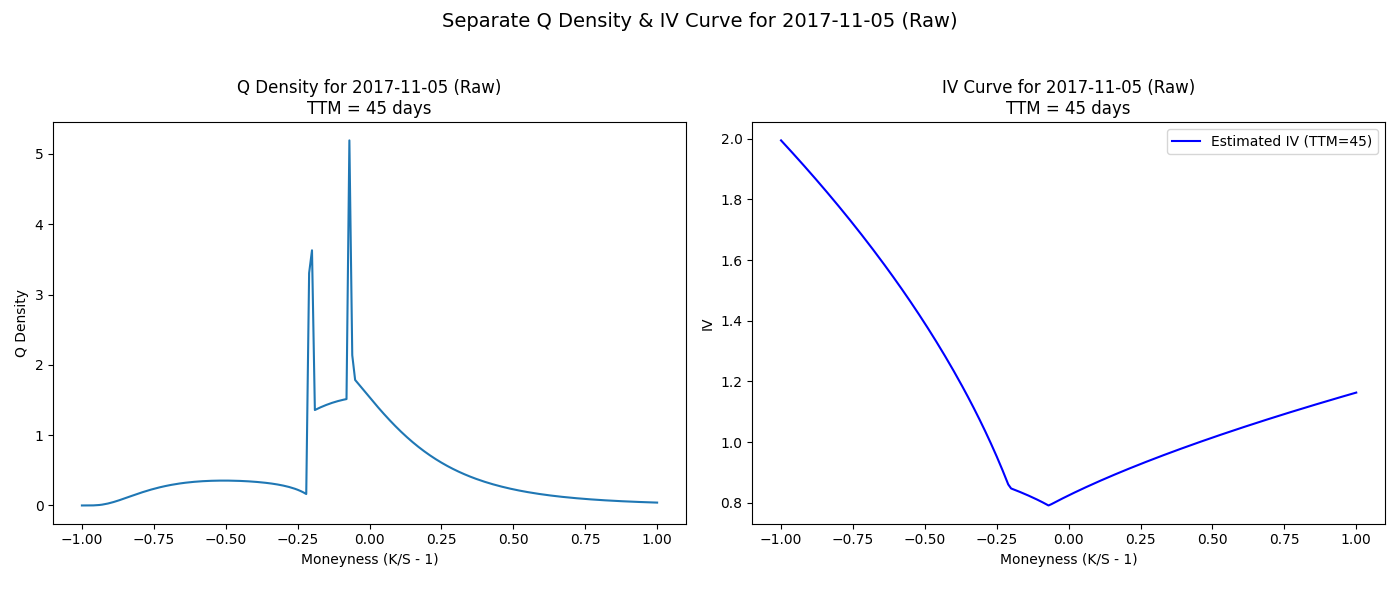 Separate Q Density & IV Curve for 2017-11-05 (Raw)
Q Density for 2017-11-05 (Raw)
TTM = 45 days
Q Density
5
4
3
2
1
0
−1.00 −0.75 −0.50 −0.25 0.00 0.25 0.50 0.75 1.00
Moneyness (K/S - 1)
IV Curve for 2017-11-05 (Raw)
TTM = 45 days
Estimated IV (TTM=45)
IV
2.0
1.8
1.6
1.4
1.2
1.0
0.8
−1.00 −0.75 −0.50 −0.25 0.00 0.25 0.50 0.75 1.00
Moneyness (K/S - 1)